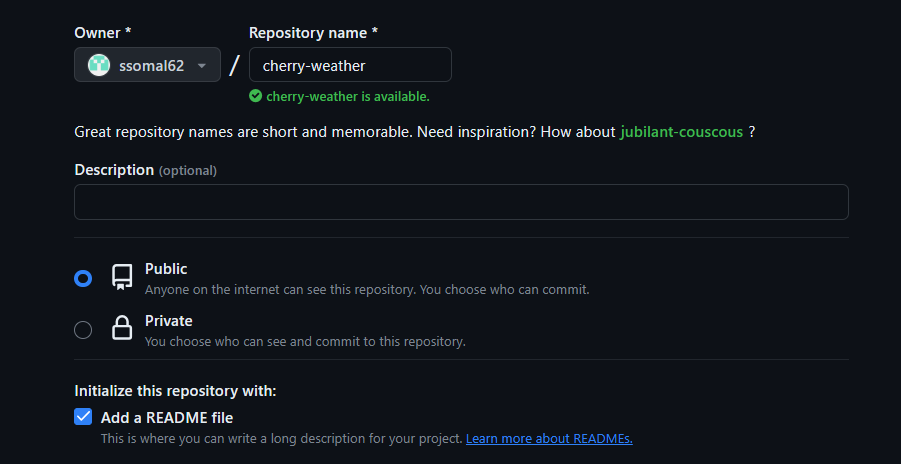 Owner * Repository name *
ssomal62 / cherry-weather
cherry-weather is available.
Great repository names are short and memorable. Need inspiration? How about jubilant-couscous ?
Description (optional)
Public
Anyone on the internet can see this repository. You choose who can commit.
Private
You choose who can see and commit to this repository.
Initialize this repository with:
Add a README file
This is where you can write a long description for your project. Learn more about READMEs.